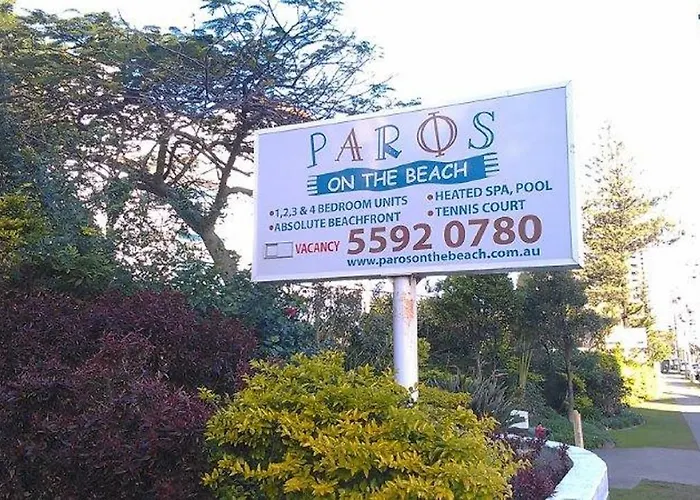 PAROS
ON THE BEACH
•1,2,3 & 4 BEDROOM UNITS
•ABSOLUTE BEACHFRONT
•HEATED SPA, POOL
•TENNIS COURT
VACANCY 5592 0780
www.parosonthebeach.com.au